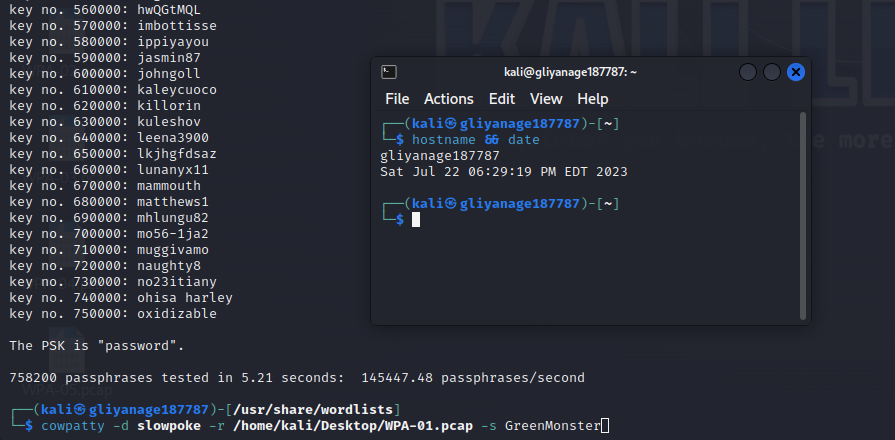 key no. 560000: hwQGtMQL
key no. 570000: imbottisse
key no. 580000: ippiyayou
key no. 590000: jasmin87
key no. 600000: johngoll
key no. 610000: kaleycuoco
key no. 620000: killorin
key no. 630000: kuleshov
key no. 640000: leena3900
key no. 650000: lkjhgfdsaz
key no. 660000: lunanyx11
key no. 670000: mammouth
key no. 680000: matthews1
key no. 690000: mhlungu82
key no. 700000: mo56-1ja2
key no. 710000: muggivamo
key no. 720000: naughty8
key no. 730000: no23itiany
key no. 740000: ohisa harley
key no. 750000: oxidizable
The PSK is "password".
758200 passphrases tested in 5.21 seconds:  145447.48 passphrases/second
WPA-05.pcap
┌──(kali㉿gliyanage187787)-[/usr/share/wordlists]
└─$ cowpatty -d slowpoke -r /home/kali/Desktop/WPA-01.pcap -s GreenMonster
kali@gliyanage187787: ~
File Actions Edit View Help
┌──(kali㉿gliyanage187787)-[~]
└─$ hostname && date
gliyanage187787
Sat Jul 22 06:29:19 PM EDT 2023
┌──(kali㉿gliyanage187787)-[~]
└─$
more